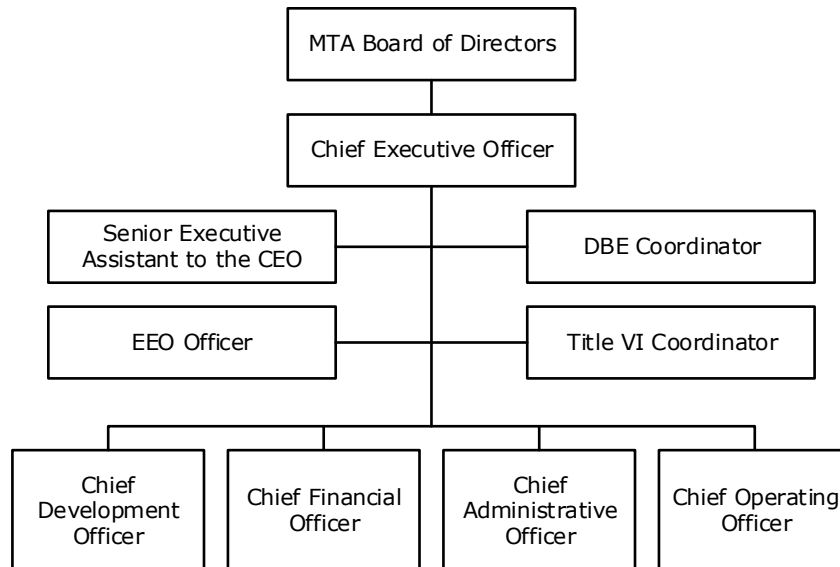 MTA Board of Directors
Chief Executive Officer
Senior Executive
Assistant to the CEO
DBE Coordinator
EEO Officer
Title VI Coordinator
Chief
Development
Officer
Chief Financial
Officer
Chief
Administrative
Officer
Chief Operating
Officer